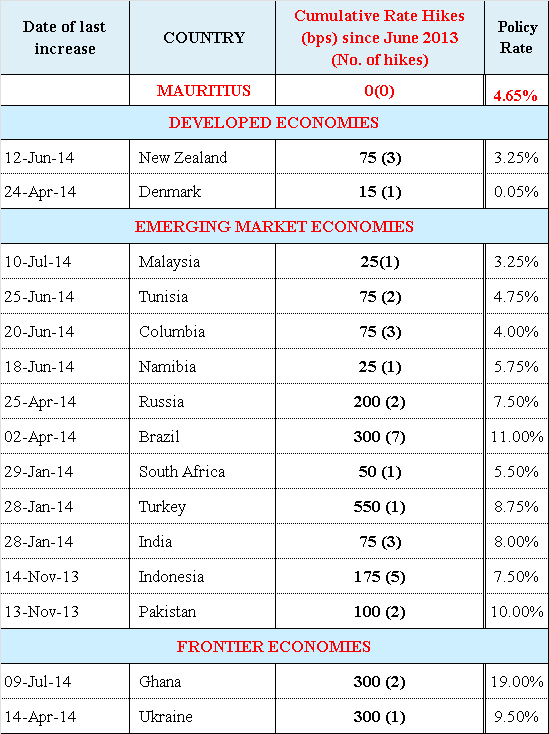 Date of last increase COUNTRY Cumulative Rate Hikes (bps) since June 2013 (No. of hikes) Policy Rate
MAURITIUS 0(0) 4.65%
DEVELOPED ECONOMIES
12-Jun-14 New Zealand 75 (3) 3.25%
24-Apr-14 Denmark 15 (1) 0.05%
EMERGING MARKET ECONOMIES
10-Jul-14 Malaysia 25(1) 3.25%
25-Jun-14 Tunisia 75 (2) 4.75%
20-Jun-14 Columbia 75 (3) 4.00%
18-Jun-14 Namibia 25 (1) 5.75%
25-Apr-14 Russia 200 (2) 7.50%
02-Apr-14 Brazil 300 (7) 11.00%
29-Jan-14 South Africa 50 (1) 5.50%
28-Jan-14 Turkey 550 (1) 8.75%
28-Jan-14 India 75 (3) 8.00%
14-Nov-13 Indonesia 175 (5) 7.50%
13-Nov-13 Pakistan 100 (2) 10.00%
FRONTIER ECONOMIES
09-Jul-14 Ghana 300 (2) 19.00%
14-Apr-14 Ukraine 300 (1) 9.50%